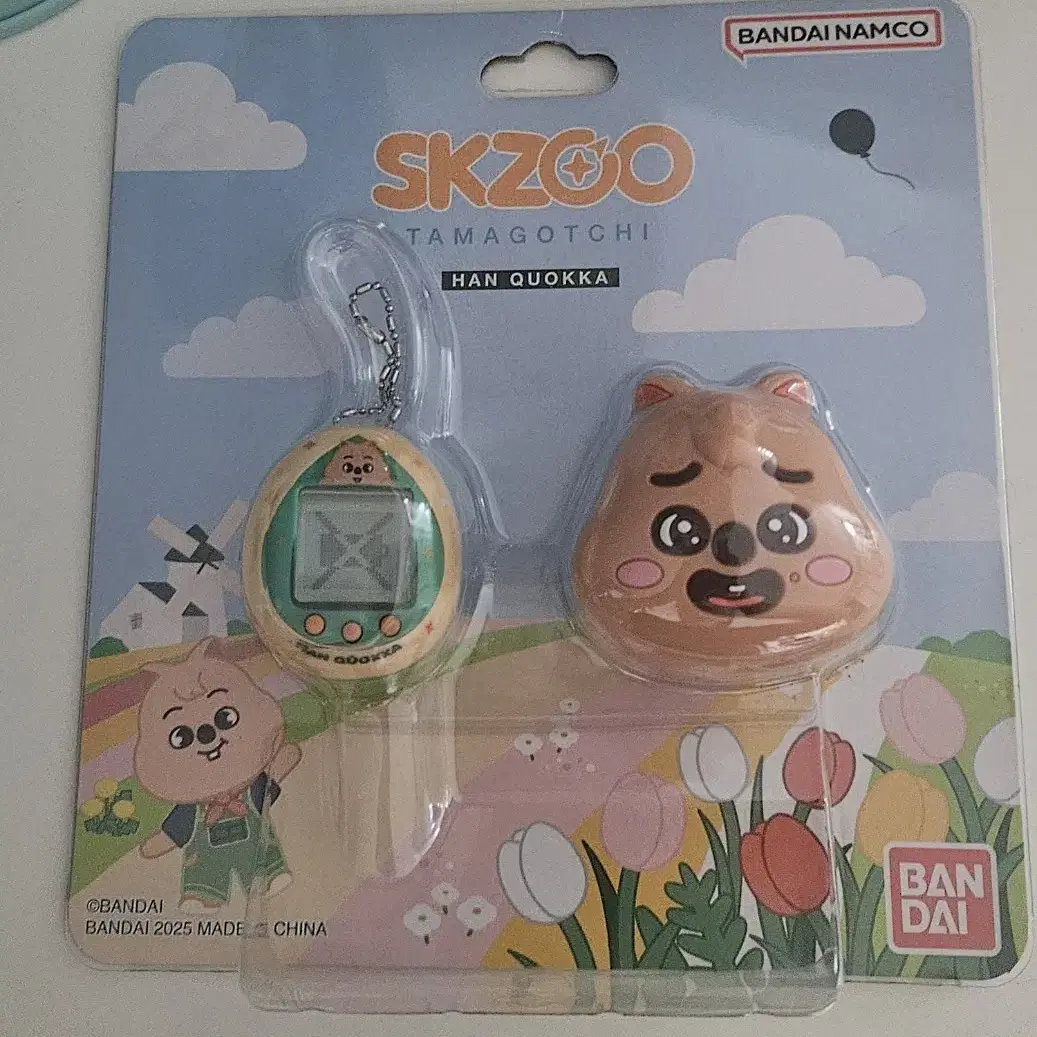 BANDAI NAMCO
SKZOO
TAMAGOTCHI
HAN QUOKKA
HAN QUOKKA
©BANDAI
BANDAI 2025 MADE IN CHINA
BAN
DAI